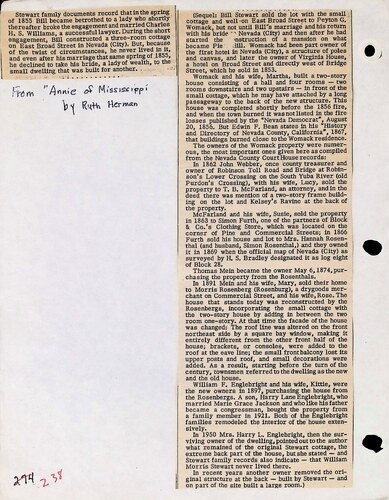 Stewart family documents record that in the spring
of 1855 Bill became betrothed to a lady who shortly
thereafter broke the engagement and married Charles
H. S. Williams, a successful lawyer. During the short
engagement, Bill constructed a three-room cottage
on East Broad Street in Nevada (City). But, because
of the twist of circumstances, he never lived in it,
and even after his marriage that same spring of 1855
he declined to take his bride, a lady of wealth, to the
small dwelling that was built for another.
From "Annie of Mississippi
by Ruth Herman
(Sequel: Bill Stewart sold the lot with the small
cottage and well on East Broad Street to Peyton G.
Womack, but not until Bill's marriage and his return
with his bride Nevada (City) and then after he had
started the construction of a mansion on what
became Pie Hill. Womack had been part owner of
the first hotel in Nevada (City), a structure of poles
and canvas, and later the owner of Virginia House,
a hotel on Broad Street directly west of Bridge
Street, which he sold in 1853.
Womack and his wife, Martha, built a two-story
house consisting of a hall and four rooms — two
rooms downstairs and two upstairs — in front of the
small cottage, which he may have attached by a long
passageway to the back of the new structure. This
house was completed shortly before the 1856 fire,
and when the town burned it was not listed in the fire
losses published by the "Nevada Democrat", August
20, 1856. But Edwin F. Bean states in his "History
and Directory of Nevada County, California", 1867,
that buildings burned close to the Womack residence.
The owners of the Womack property were numer-
ous, the most important ones given here as compiled
from the Nevada County Court House records:
In 1862 John Webber, once county treasurer and
owner of Robinson Toll Road and Bridge at Robin-
son's Lower Crossing on the South Yuba River (old
Purdon's Crossing), with his wife, Lucy, sold the
property to T. B. McFarland, an attorney, and in the
deed there was mention of a two-story frame build-
ing on the lot and Kelsey's Ravine at the back of
the property.
McFarland and his wife, Susie, sold the property
in 1863 to Simon Furth, one of the partners of Block
& Co.'s Clothing Store, which was located on the
corner of Pine and Commercial Streets; in 1866
Furth sold his house and lot to Mrs. Hannah Rosen-
thal (and husband, Simon Rosenthal,) and they owned
it in 1869 when the official map of Nevada (City) as
surveyed by H. S. Bradley designated it as log eight
of Block 28.
Thomas Mein became the owner May 6, 1874, pur-
chasing the property from the Rosenthals.
In 1891 Mein and his wife, Mary, sold their home
to Morris Rosenberg (Rosenburg), a drygoods mer-
chant on Commercial Street, and his wife, Rose. The
house that stands today was reconstructed by the
Rosenbergs, incorporating the small cottage with
the two-story house by adding in between the two
room one-story. At that time the facade of the house
was changed: The roof line was altered on the front
northeast side by a square bay window, making it
entirely different from the other front half of the
house; brackets, or consoles, were added to the
roof at the eave line; the small front balcony lost its
upper posts and roof, and small decorations were
added. As a result, starting before the turn of the
century, townsmen referred to the dwelling as the new
and the old house.
William F. Englebright and his wife, Kittie, were
the new owners in 1897, purchasing the house from
the Rosenbergs. A son, Harry Lane Englebright, who
married Marie Grace Jackson and who like his father
became a congressman, bought the property from
a family member in 1921. Both of the Englebright
families remodeled the interior of the house exten-
sively.
In 1950 Mrs. Harry L. Englebright, then the sur-
viving owner of the dwelling, pointed out to the author
what remained of the original Stewart cottage, the
extreme back part of the house, but she stated — and
Stewart family records also indicate — that William
Morris Stewart never lived there.
In recent years another owner removed the orig-
inal structure at the back — built by Stewart — and
on part of the site built a large room.)
274 238